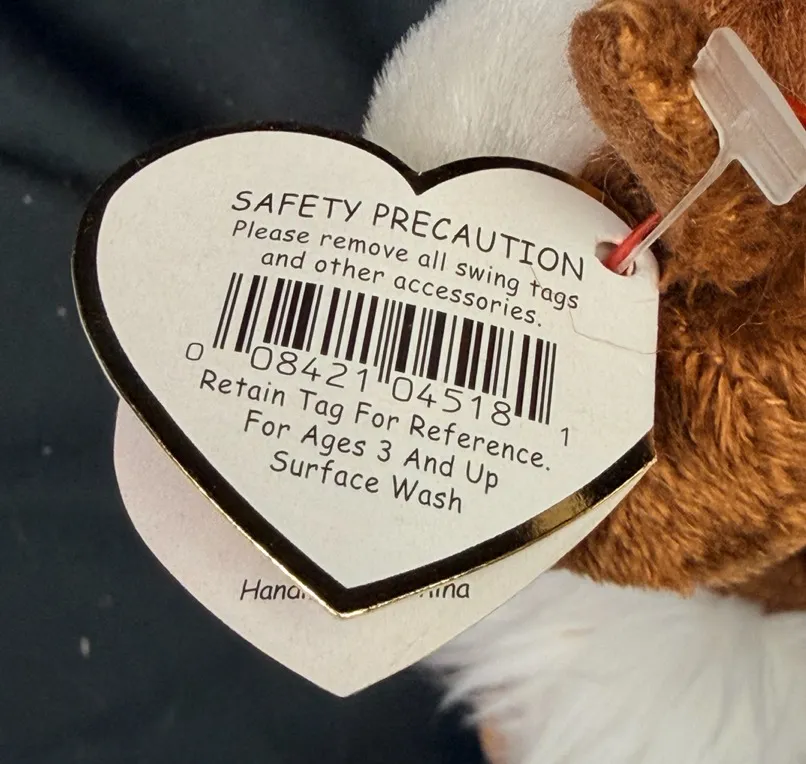 SAFETY PRECAUTION
Please remove all swing tags
and other accessories.
0 08421 04518 1
Retain Tag For Reference.
For Ages 3 And Up
Surface Wash